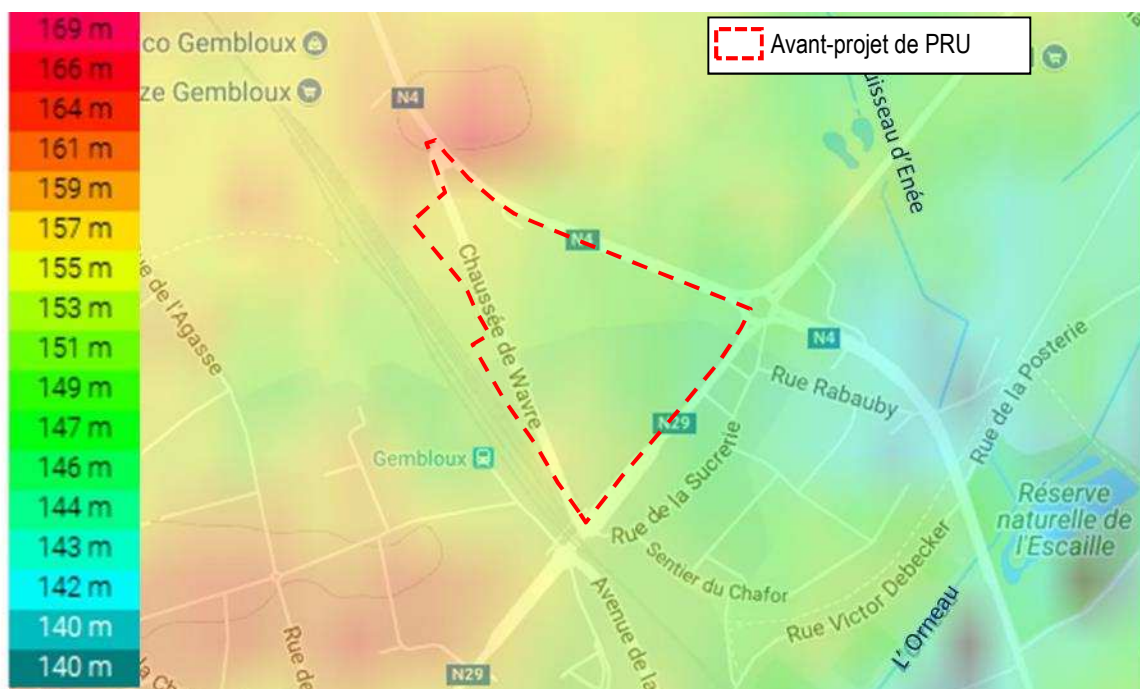 169 m
166 m
164 m
161 m
159 m
157 m
155 m
153 m
151 m
149 m
147 m
146 m
144 m
143 m
142 m
140 m
140 m
Avant-projet de PRU
co Gembloux
ze Gembloux
N4
uisseau d'Enée
N4
Chaussée de Wavre
ue de l'Agasse
N4
Rue Rabauby
Rue de la Posterie
N29
Gembloux
Rue de la Sucrerie
Réserve
naturelle de
l'Escaille
Sentier du Chafor
Rue Victor Debecker
L'Orneau
Avenue de la
Rue de
N29